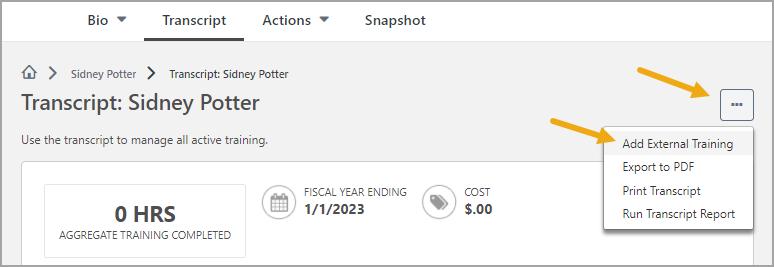 Bio Transcript Actions Snapshot
Sidney Potter Transcript: Sidney Potter
Transcript: Sidney Potter
...
Use the transcript to manage all active training.
Add External Training
Export to PDF
Print Transcript
Run Transcript Report
0 HRS
AGGREGATE TRAINING COMPLETED
FISCAL YEAR ENDING
1/1/2023
COST
$.00